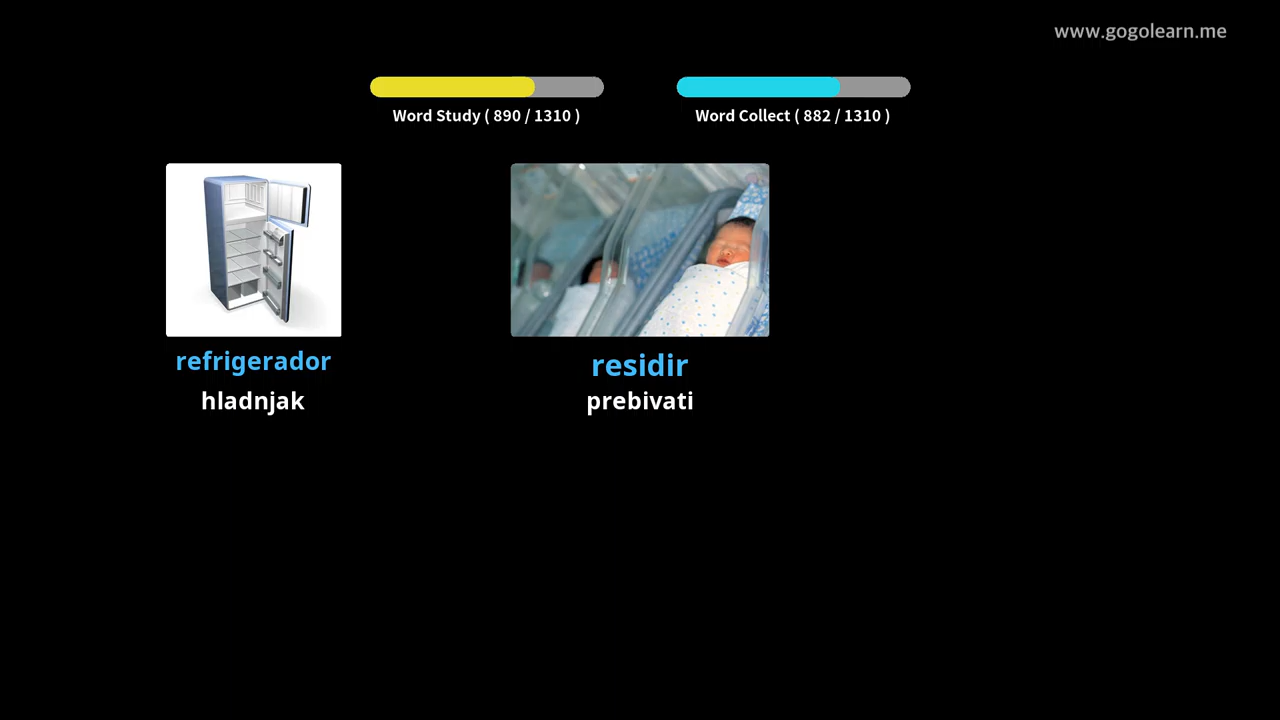 www.gogolearn.me
Word Study ( 890 / 1310 )
Word Collect ( 882 / 1310 )
refrigerador
hladnjak
residir
prebivati